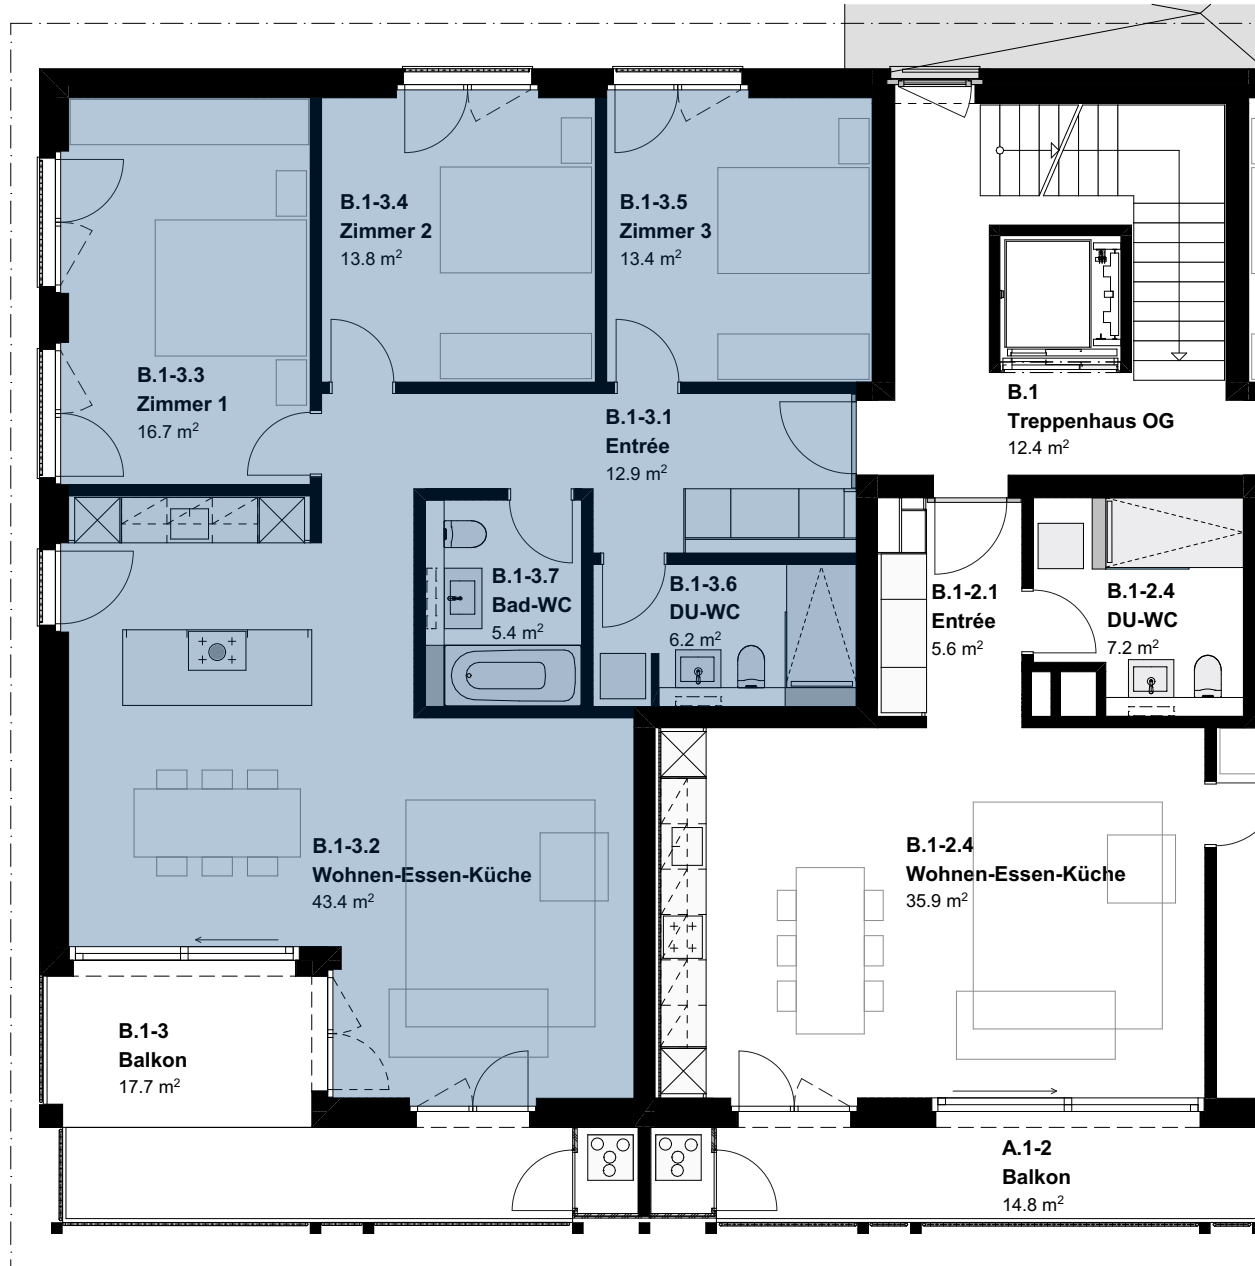 B.1-3.4
Zimmer 2
13.8 m²
B.1-3.5
Zimmer 3
13.4 m²
B.1-3.3
Zimmer 1
16.7 m²
B.1-3.1
Entrée
12.9 m²
B.1
Treppenhaus OG
12.4 m²
B.1-3.7
Bad-WC
5.4 m²
B.1-3.6
DU-WC
6.2 m²
B.1-2.1
Entrée
5.6 m²
B.1-2.4
DU-WC
7.2 m²
B.1-3.2
Wohnen-Essen-Küche
43.4 m²
B.1-2.4
Wohnen-Essen-Küche
35.9 m²
B.1-3
Balkon
17.7 m²
A.1-2
Balkon
14.8 m²